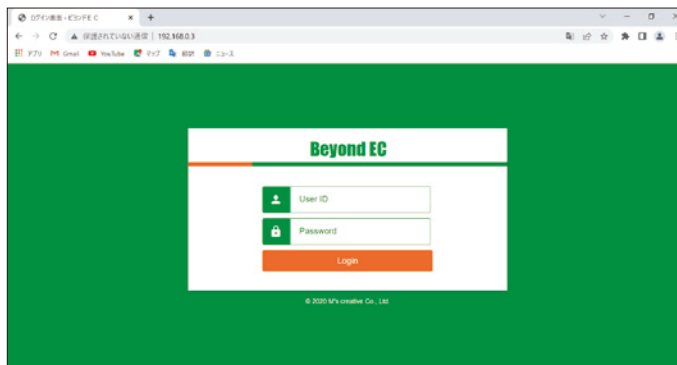 ログイン画面 - ビヨンドEC
保護されていない通信 | 192.168.0.3
アプリ Gmail YouTube マップ 翻訳 ニュース
Beyond EC
User ID
Password
Login
© 2020 M's creative Co., Ltd